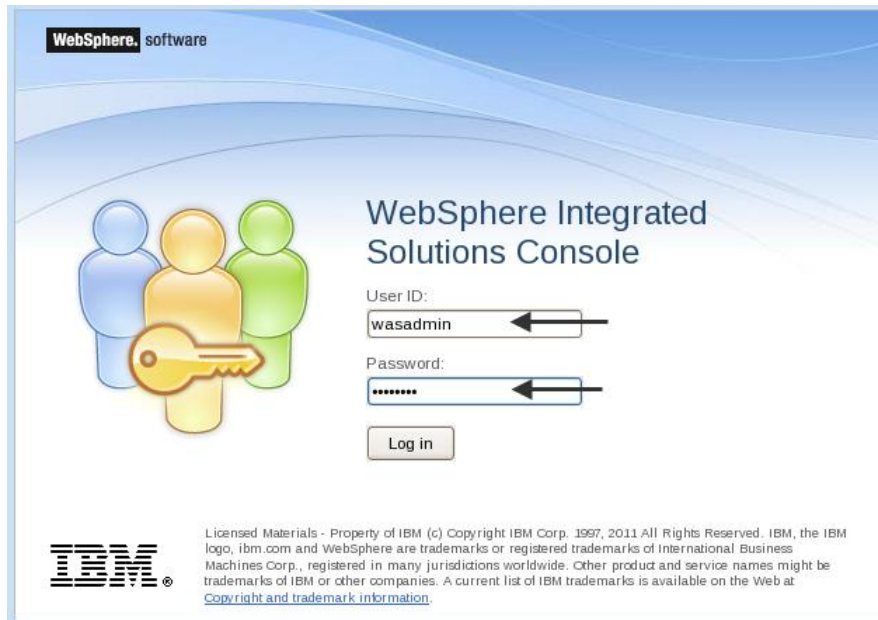 WebSphere. software
WebSphere Integrated
Solutions Console
User ID:
wasadmin
Password:
••••••••
Log in
IBM®
Licensed Materials - Property of IBM (c) Copyright IBM Corp. 1997, 2011 All Rights Reserved. IBM, the IBM
logo, ibm.com and WebSphere are trademarks or registered trademarks of International Business
Machines Corp., registered in many jurisdictions worldwide. Other product and service names might be
trademarks of IBM or other companies. A current list of IBM trademarks is available on the Web at
Copyright and trademark information.